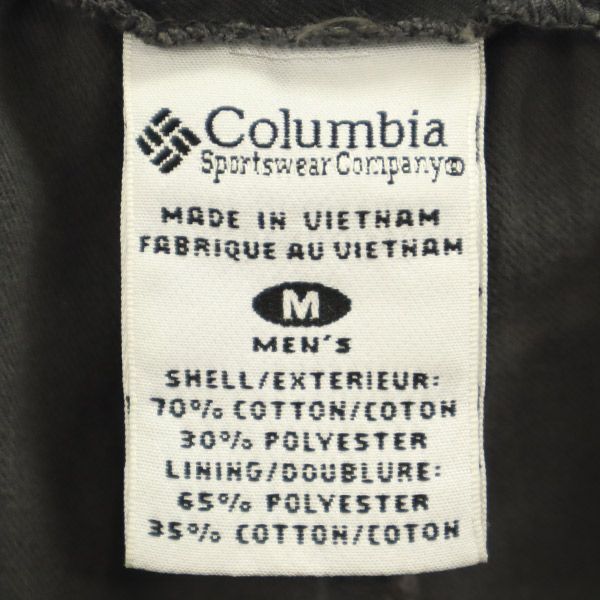 Columbia
Sportswear Company®
MADE IN VIETNAM
FABRIQUE AU VIETNAM
M
MEN'S
SHELL/EXTERIEUR:
70% COTTON/COTON
30% POLYESTER
LINING/DOUBLURE:
65% POLYESTER
35% COTTON/COTON